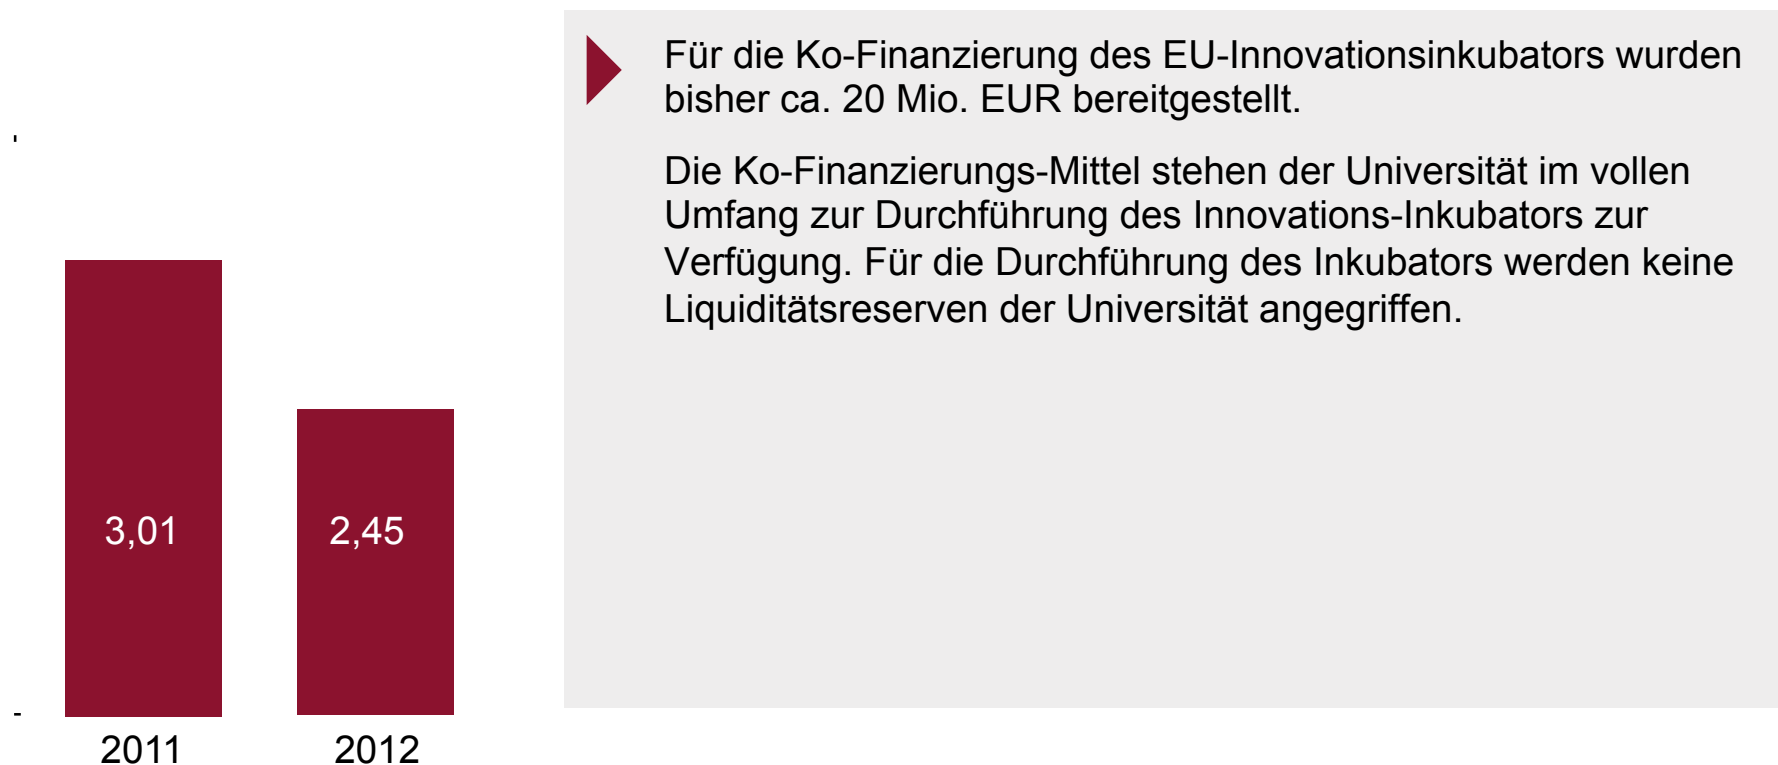 Für die Ko-Finanzierung des EU-Innovationsinkubators wurden
bisher ca. 20 Mio. EUR bereitgestellt.
Die Ko-Finanzierungs-Mittel stehen der Universität im vollen
Umfang zur Durchführung des Innovations-Inkubators zur
Verfügung. Für die Durchführung des Inkubators werden keine
Liquiditätsreserven der Universität angegriffen.
3,01
2,45
2011
2012